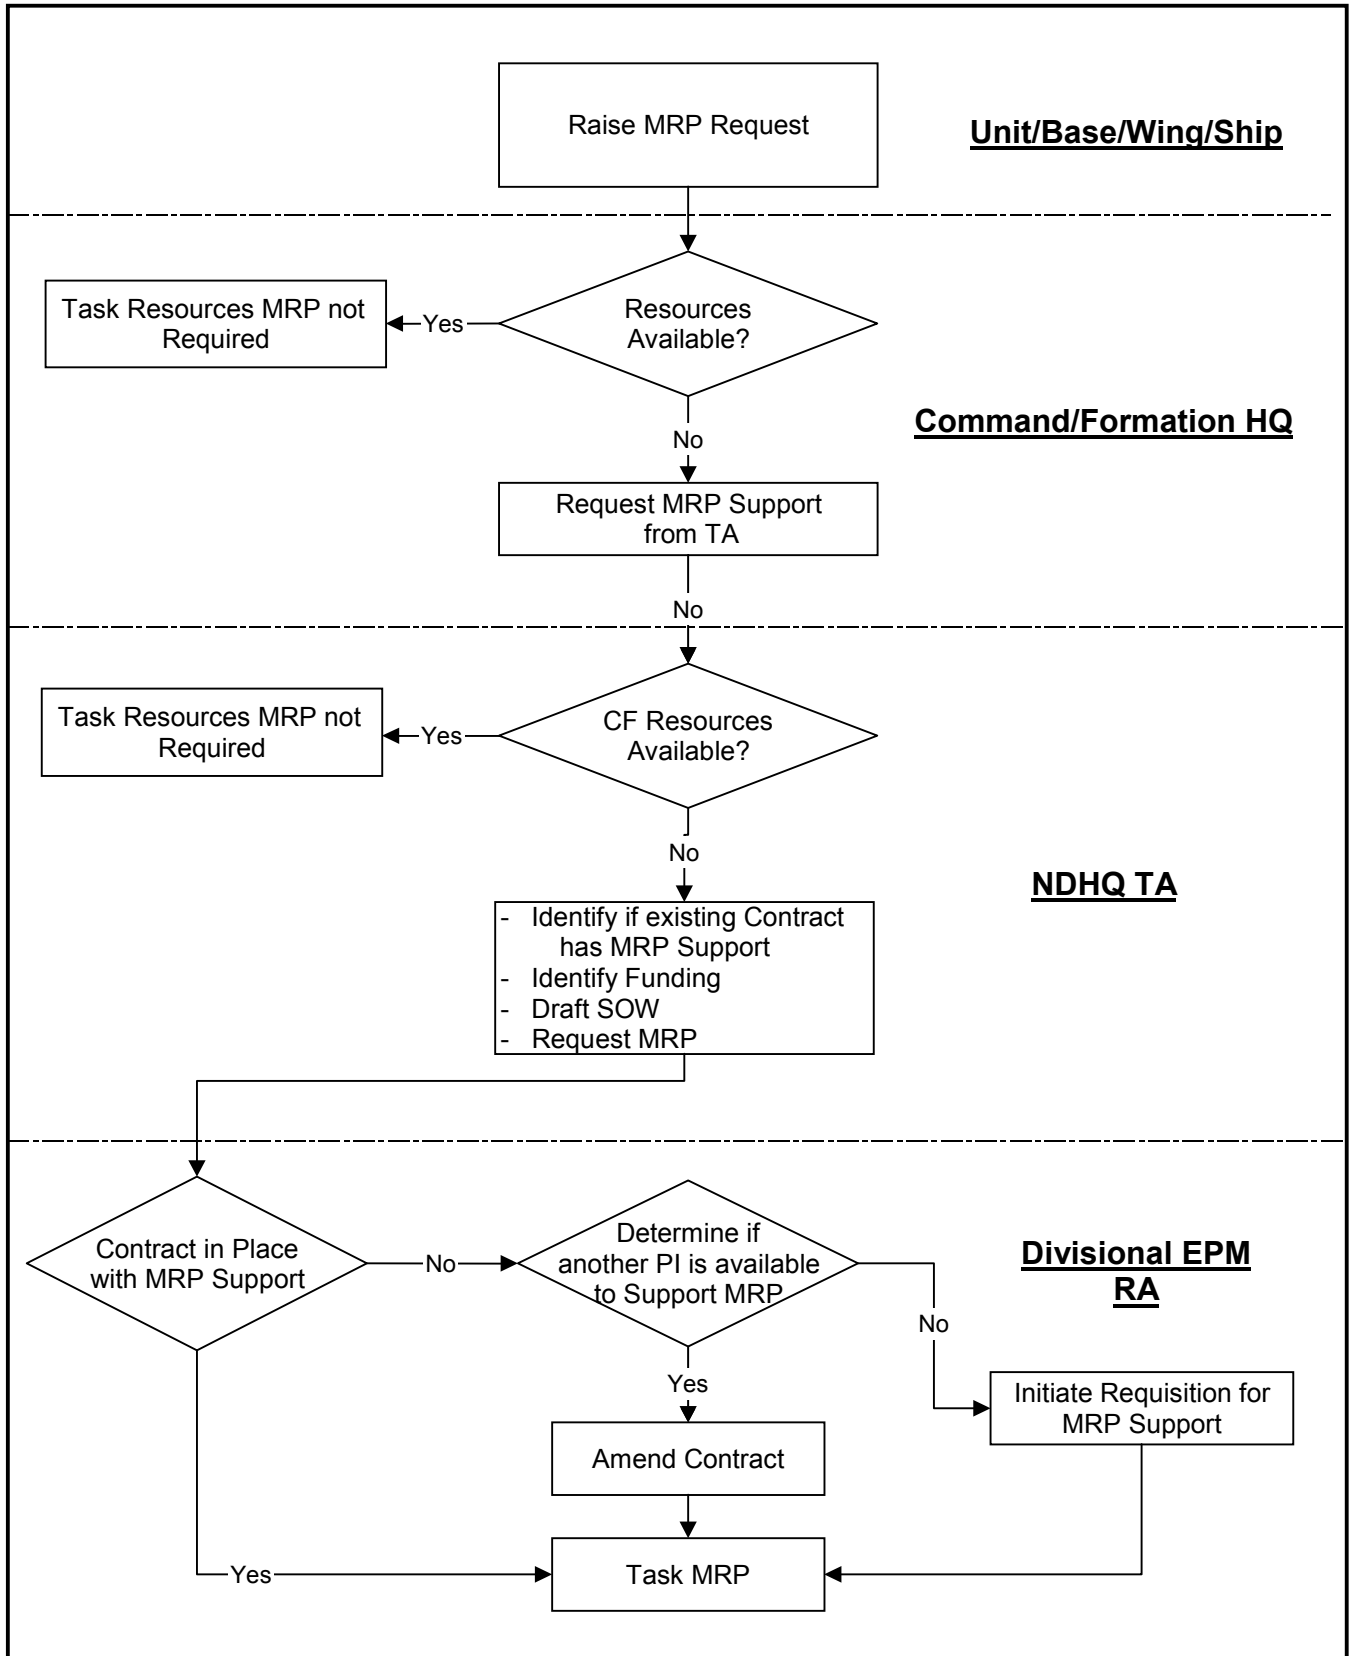 Raise MRP Request
Unit/Base/Wing/Ship
Task Resources MRP not
Required
Yes
Resources
Available?
Command/Formation HQ
No
Request MRP Support
from TA
No
Task Resources MRP not
Required
Yes
CF Resources
Available?
No
NDHQ TA
- Identify if existing Contract
has MRP Support
- Identify Funding
- Draft SOW
- Request MRP
Contract in Place
with MRP Support
No
Determine if
another PI is available
to Support MRP
Divisional EPM
RA
No
Yes
Initiate Requisition for
MRP Support
Amend Contract
Yes
Task MRP